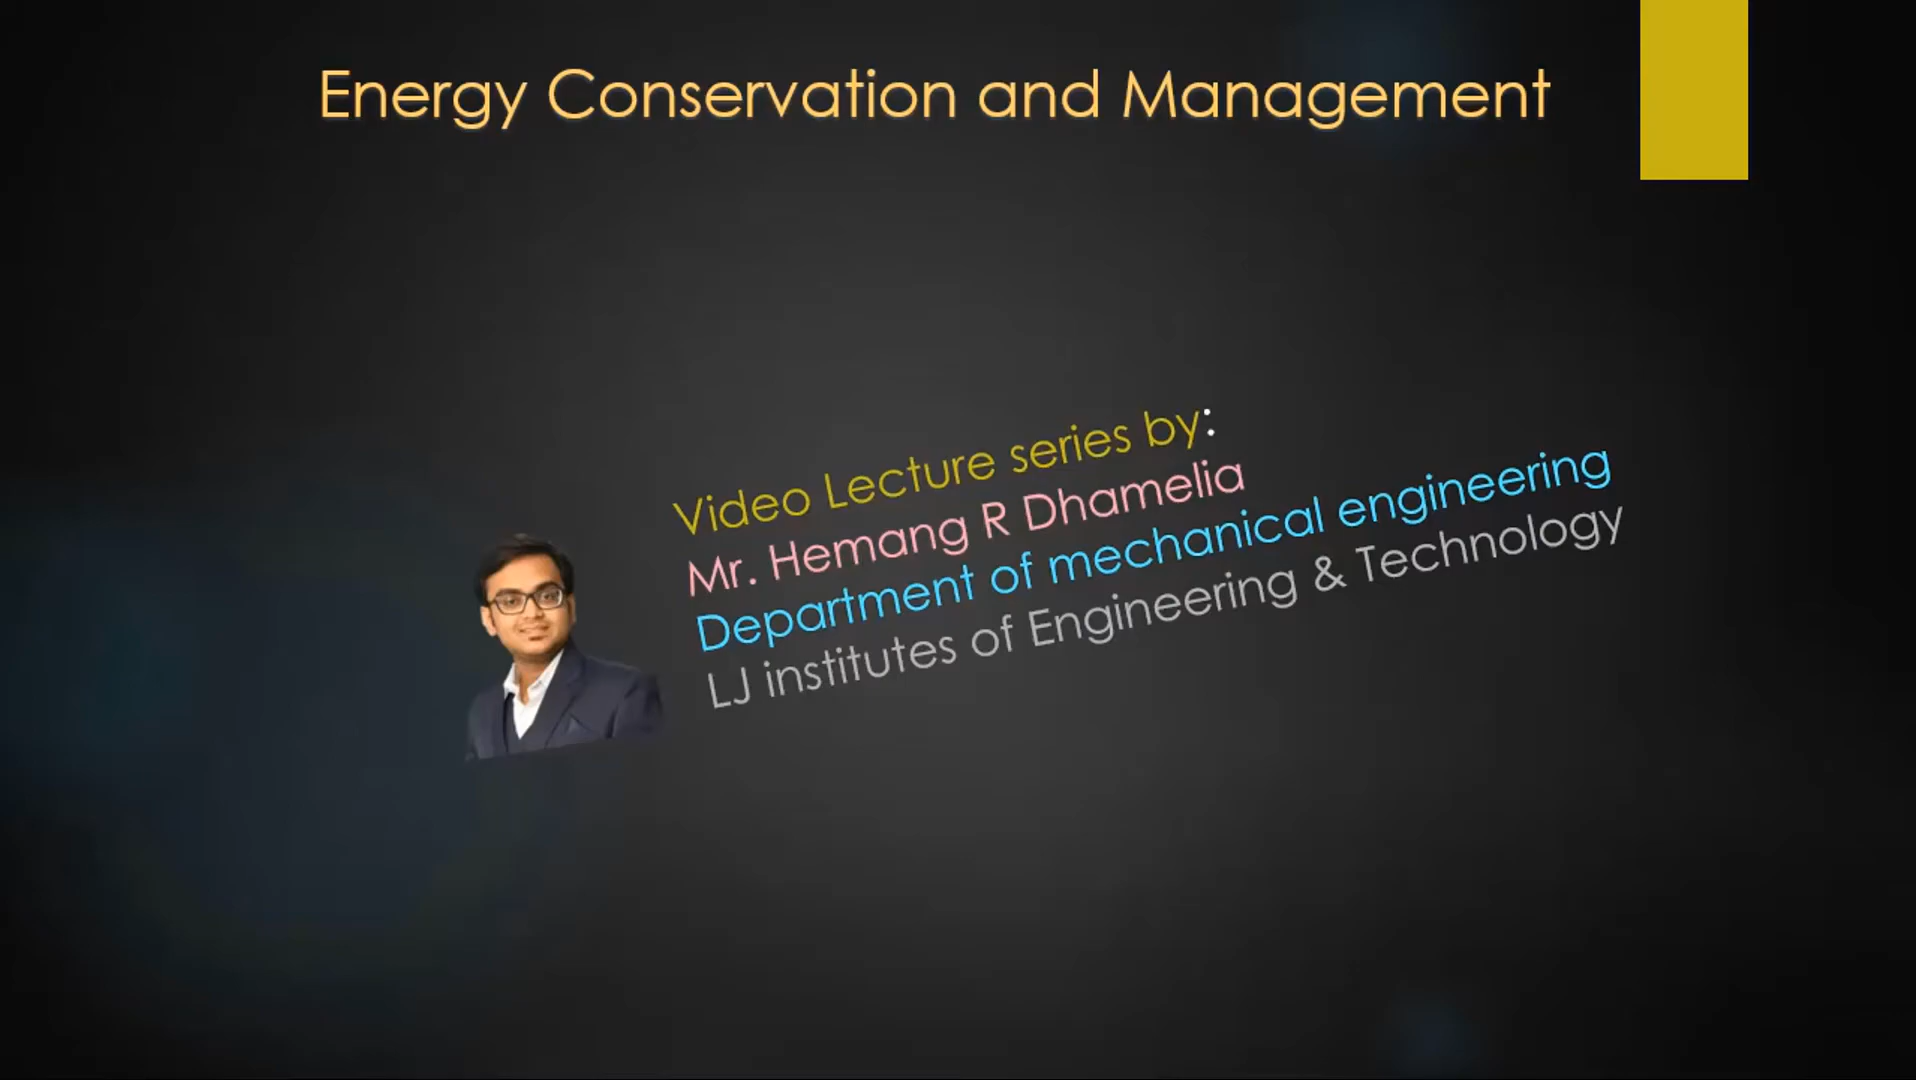 Energy Conservation and Management
Video Lecture series by:
Mr. Hemang R Dhamelia
Department of mechanical engineering
LJ institutes of Engineering & Technology